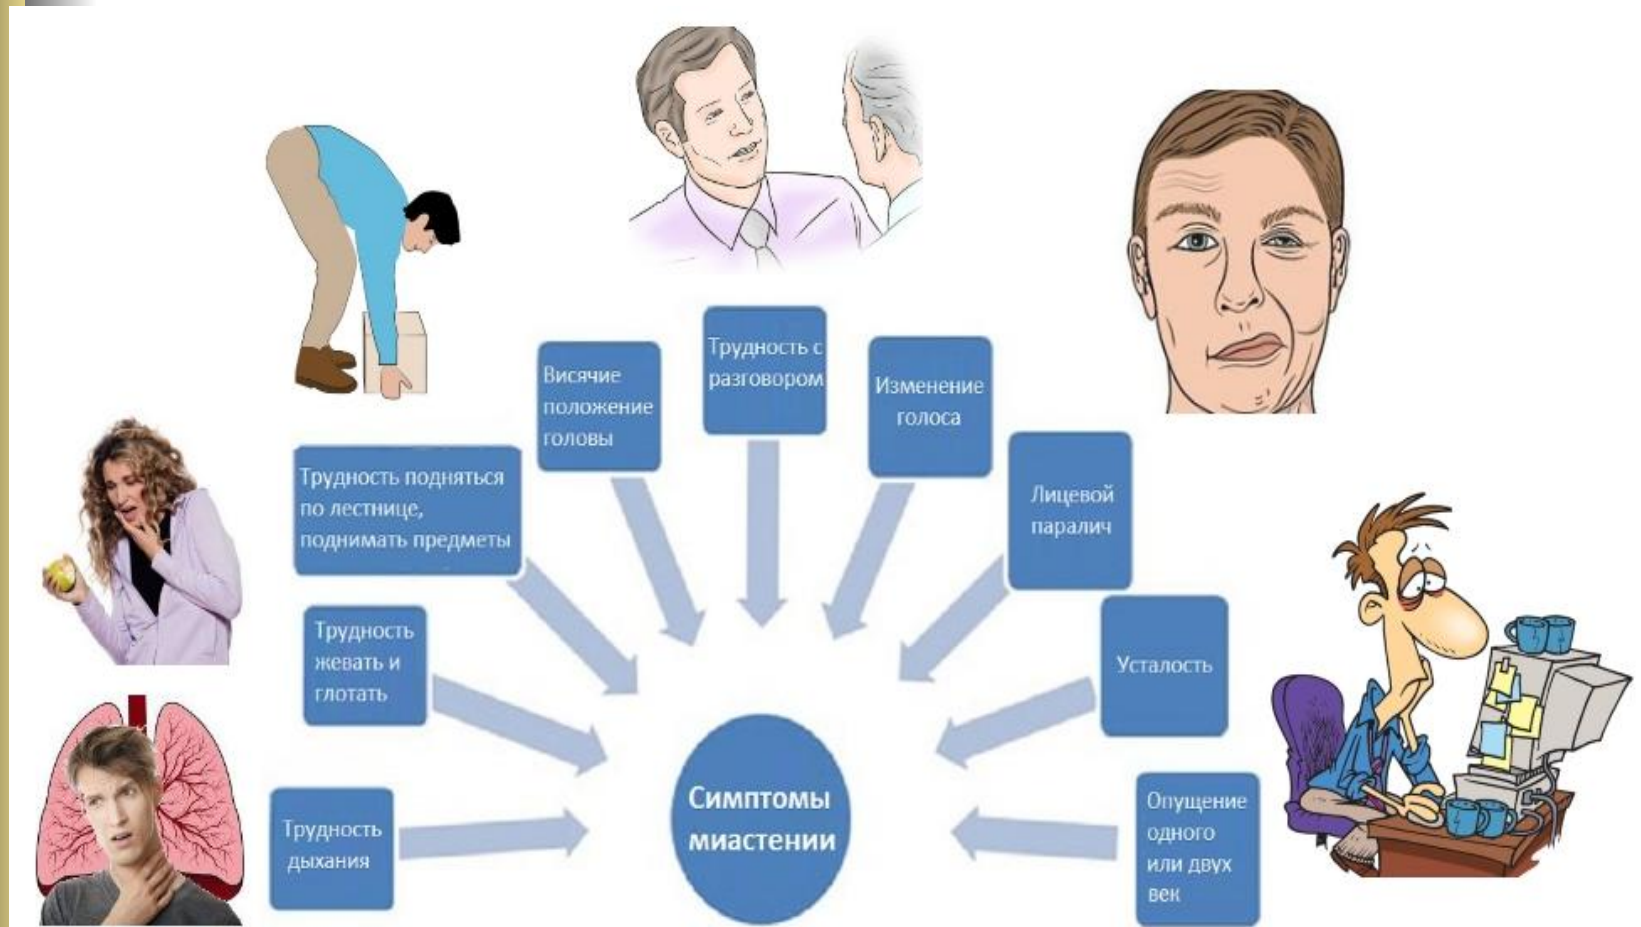 Трудность с
разговором
Висячие
положение
головы
Изменение
голоса
Трудность подняться
по лестнице,
поднимать предметы
Лицевой
паралич
Трудность
жевать и
глотать
Усталость
Трудность
дыхания
Симптомы
миастении
Опущение
одного
или двух
век